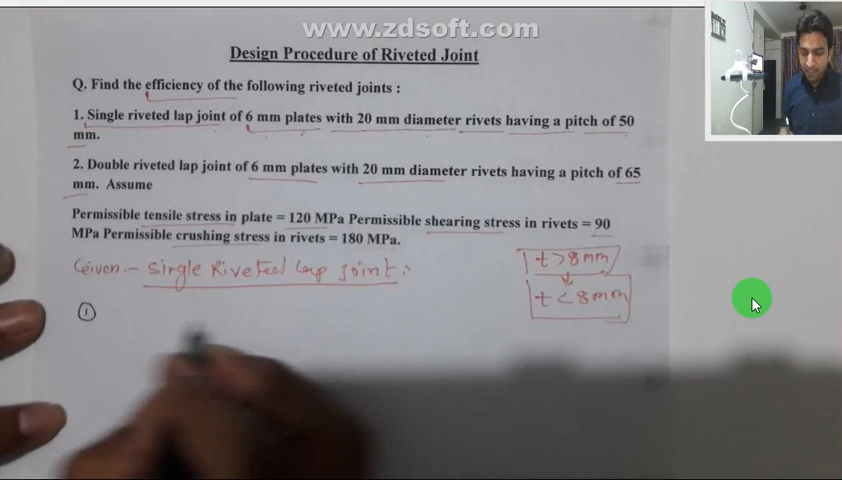 www.zdsoft.com
Design Procedure of Riveted Joint
Q. Find the efficiency of the following riveted joints :
1. Single riveted lap joint of 6 mm plates with 20 mm diameter rivets having a pitch of 50
mm.
2. Double riveted lap joint of 6 mm plates with 20 mm diameter rivets having a pitch of 65
mm. Assume
Permissible tensile stress in plate = 120 MPa Permissible shearing stress in rivets = 90
MPa Permissible crushing stress in rivets = 180 MPa.
Given :- Single Riveted Lap Joint :
t > 8 mm
t < 8 mm
①